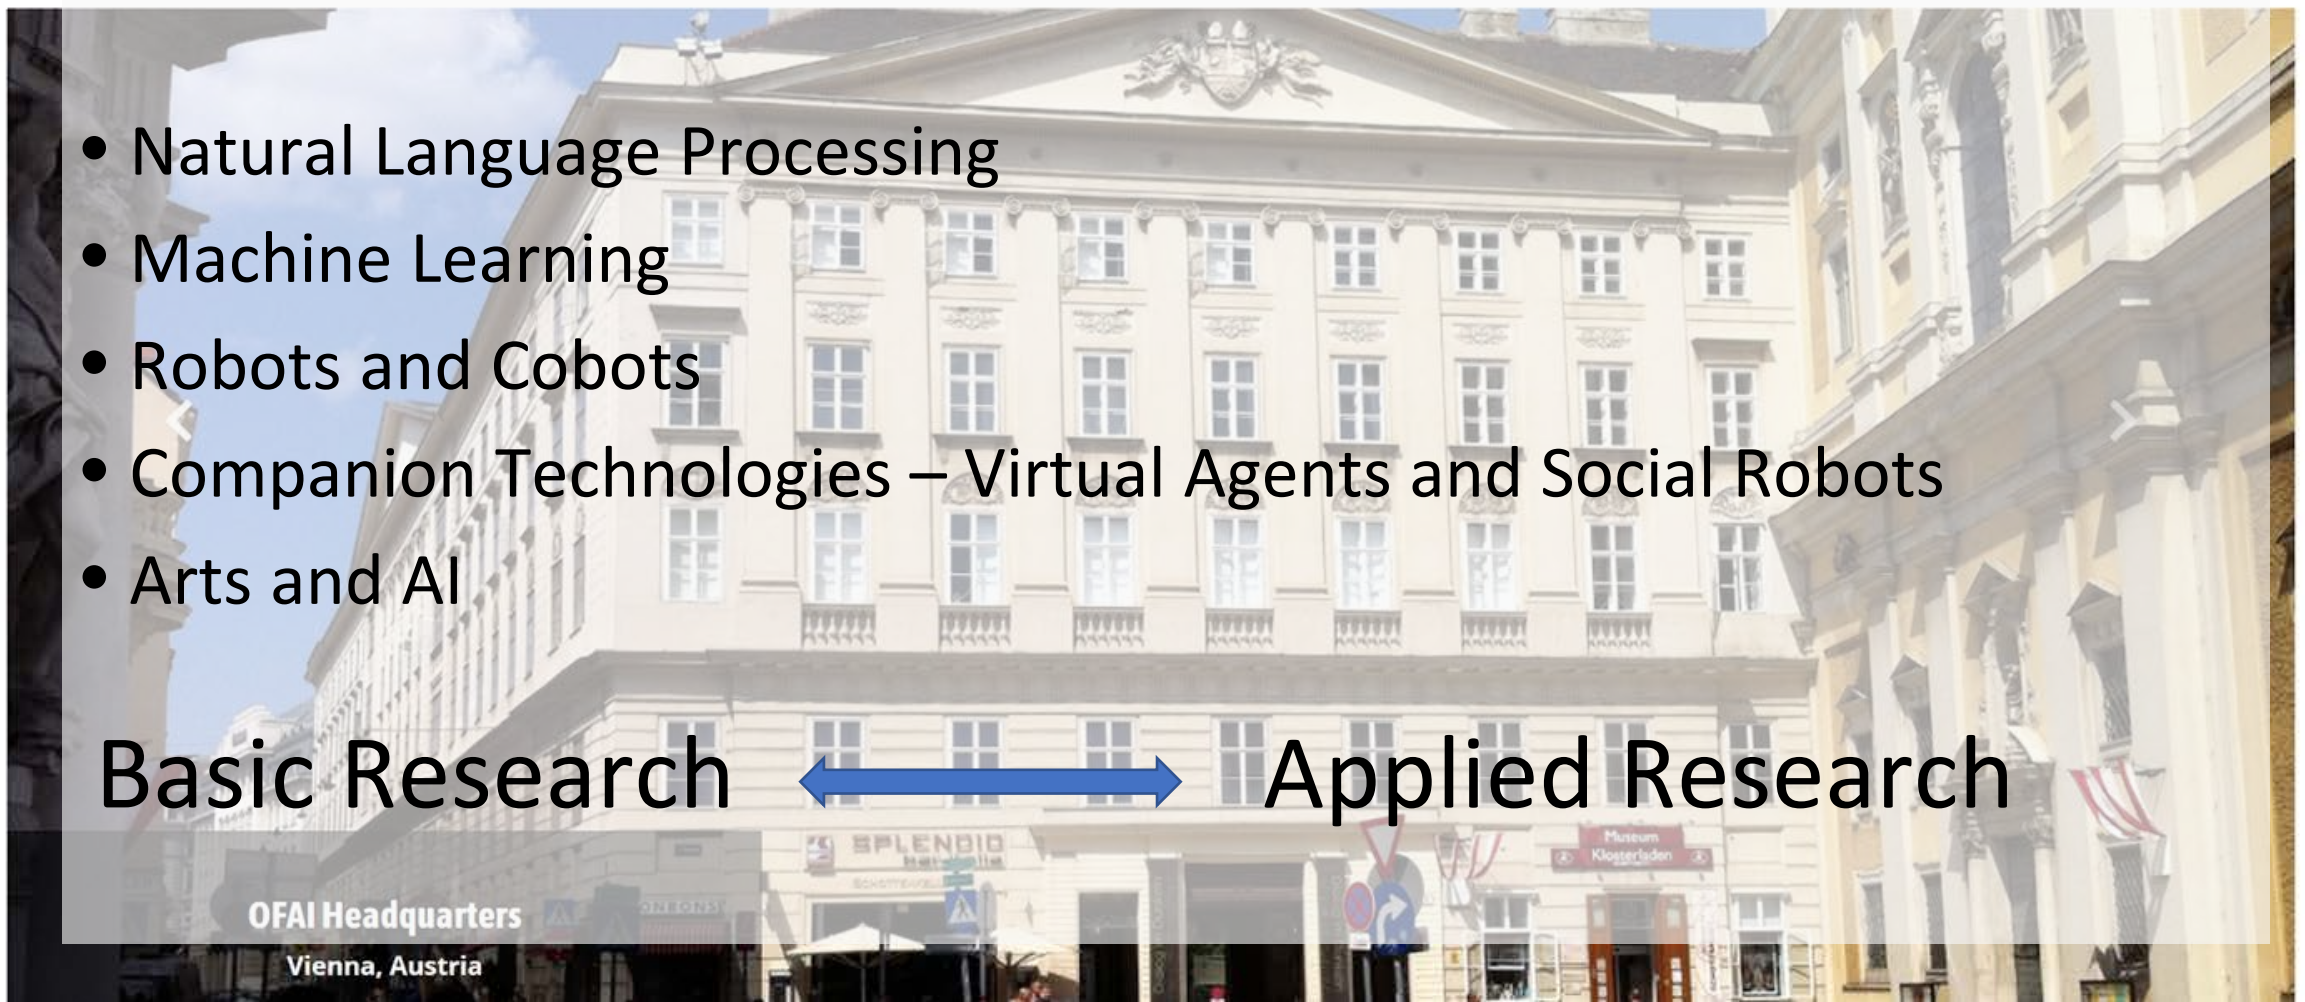 • Natural Language Processing
• Machine Learning
• Robots and Cobots
• Companion Technologies – Virtual Agents and Social Robots
• Arts and AI
Basic Research
Applied Research
SPLENDID
Museum
Klosterladen
OFAI Headquarters
Vienna, Austria